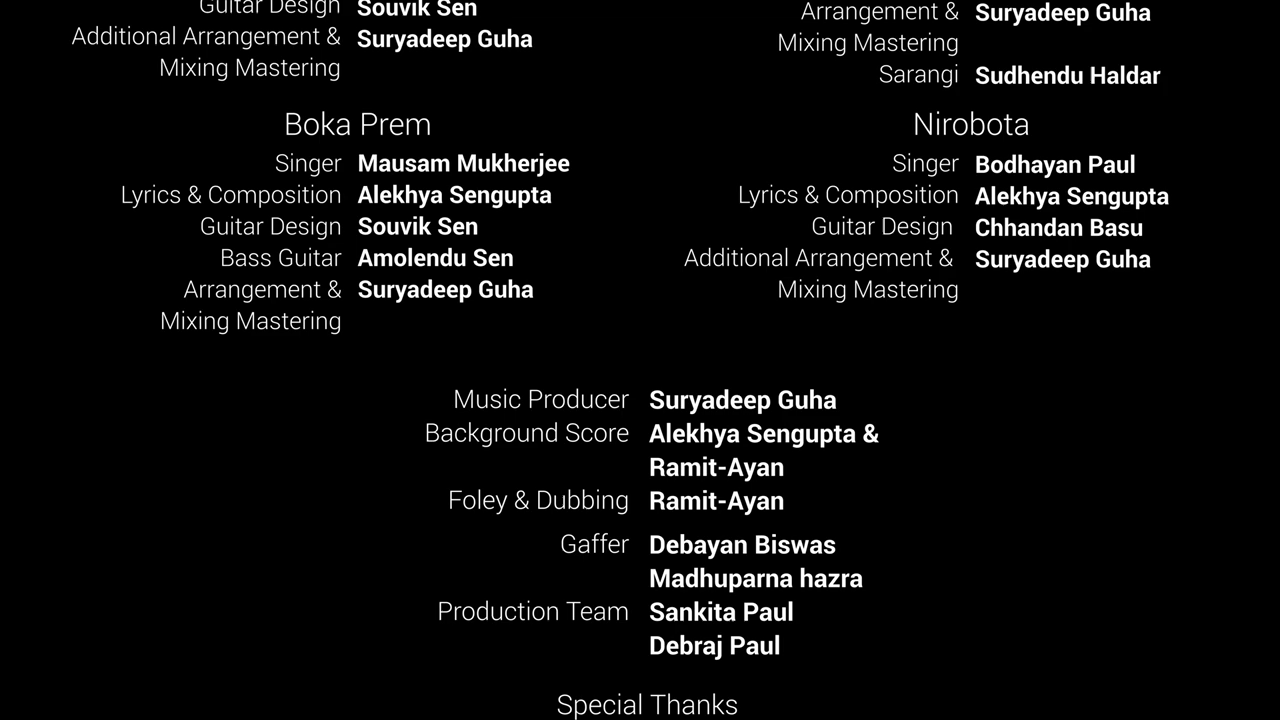 Guitar Design Souvik Sen
Additional Arrangement & Suryadeep Guha
Mixing Mastering
Arrangement & Suryadeep Guha
Mixing Mastering
Sarangi Sudhendu Haldar
Boka Prem
Singer Mausam Mukherjee
Lyrics & Composition Alekhya Sengupta
Guitar Design Souvik Sen
Bass Guitar Amolendu Sen
Arrangement & Suryadeep Guha
Mixing Mastering
Nirobota
Singer Bodhayan Paul
Lyrics & Composition Alekhya Sengupta
Guitar Design Chhandan Basu
Additional Arrangement & Suryadeep Guha
Mixing Mastering
Music Producer Suryadeep Guha
Background Score Alekhya Sengupta &
Ramit-Ayan
Foley & Dubbing Ramit-Ayan
Gaffer Debayan Biswas
Madhuparna hazra
Production Team Sankita Paul
Debraj Paul
Special Thanks